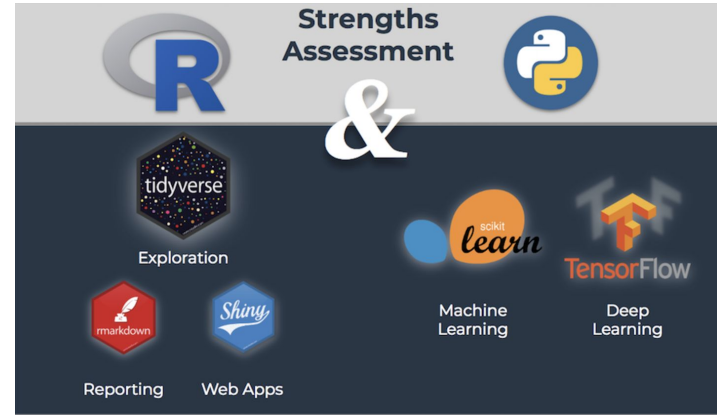 Strengths
Assessment
R
&
tidyverse
Exploration
rmarkdown
Reporting
Shiny
Web Apps
scikit
learn
Machine
Learning
TensorFlow
Deep
Learning